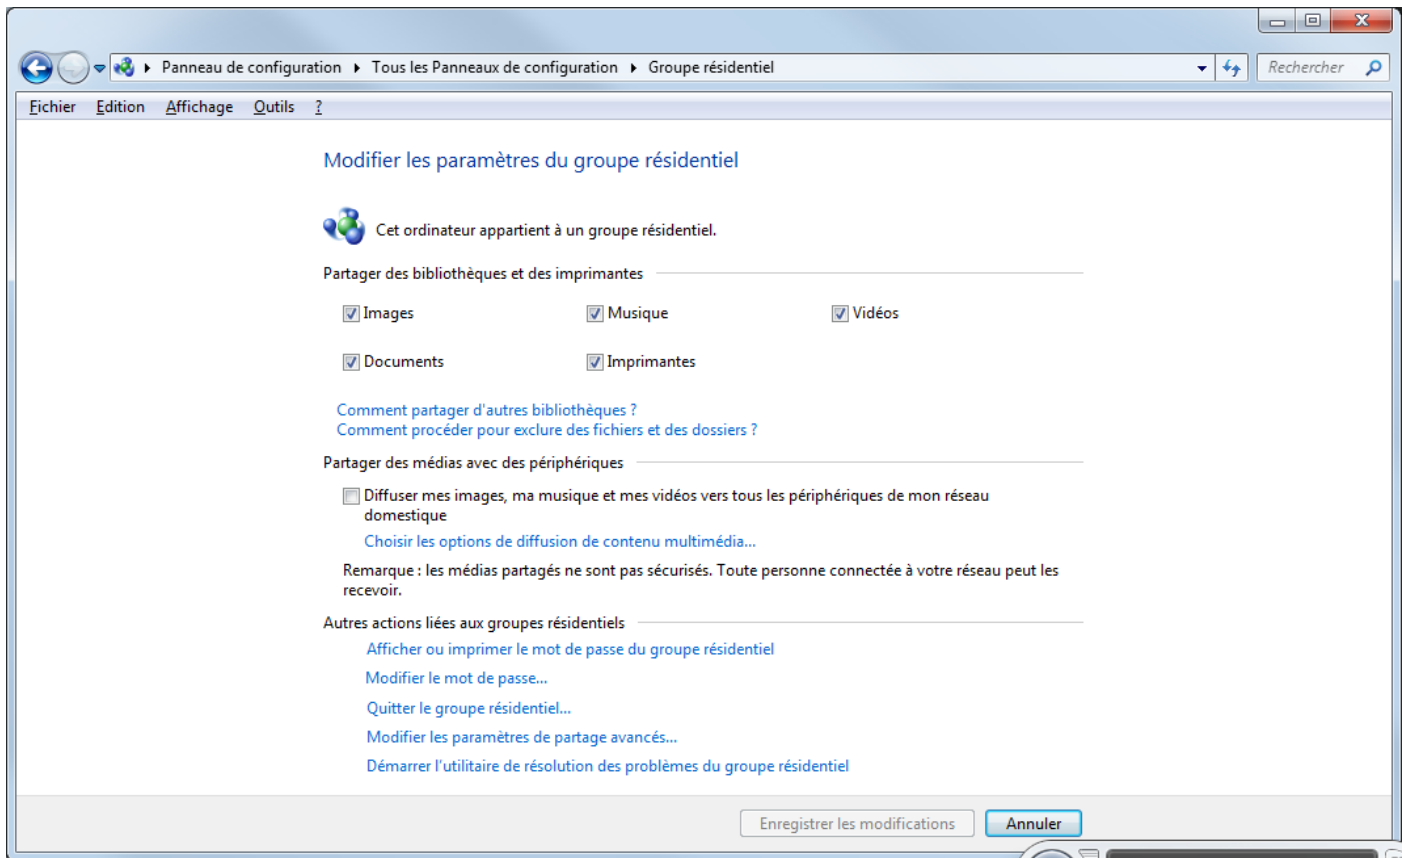 Panneau de configuration Tous les Panneaux de configuration Groupe résidentiel Rechercher
Fichier Edition Affichage Outils ?
Modifier les paramètres du groupe résidentiel
Cet ordinateur appartient à un groupe résidentiel.
Partager des bibliothèques et des imprimantes
Images Musique Vidéos
Documents Imprimantes
Comment partager d'autres bibliothèques ?
Comment procéder pour exclure des fichiers et des dossiers ?
Partager des médias avec des périphériques
Diffuser mes images, ma musique et mes vidéos vers tous les périphériques de mon réseau
domestique
Choisir les options de diffusion de contenu multimédia...
Remarque : les médias partagés ne sont pas sécurisés. Toute personne connectée à votre réseau peut les
recevoir.
Autres actions liées aux groupes résidentiels
Afficher ou imprimer le mot de passe du groupe résidentiel
Modifier le mot de passe...
Quitter le groupe résidentiel...
Modifier les paramètres de partage avancés...
Démarrer l'utilitaire de résolution des problèmes du groupe résidentiel
Enregistrer les modifications Annuler